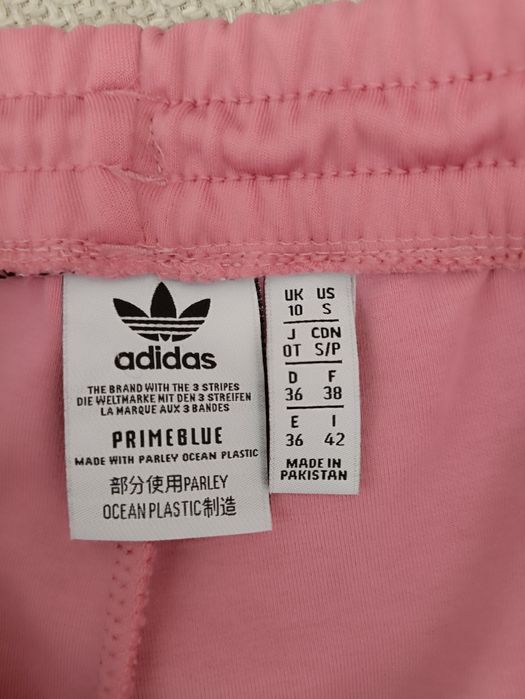 adidas
THE BRAND WITH THE 3 STRIPES
DIE WELTMARKE MIT DEN 3 STREIFEN
LA MARQUE AUX 3 BANDES
PRIMEBLUE
MADE WITH PARLEY OCEAN PLASTIC
部分使用PARLEY
OCEAN PLASTIC制造
UK US
10 S
J CDN
OT S/P
D F
36 38
E I
36 42
MADE IN
PAKISTAN